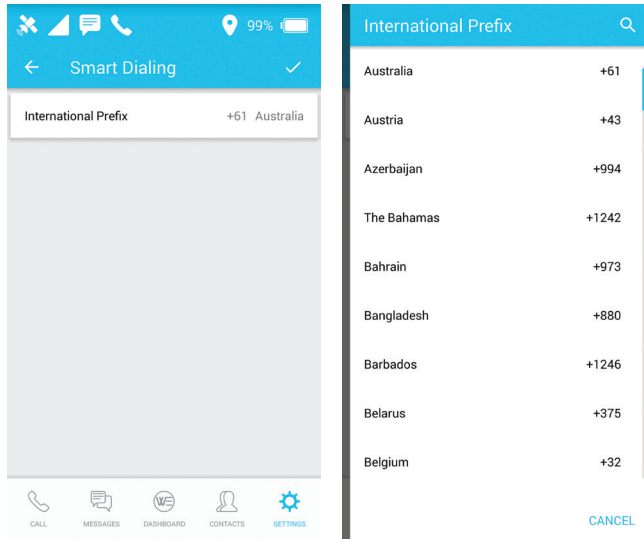 99%
Smart Dialing
International Prefix +61 Australia
WE
CALL MESSAGES DASHBOARD CONTACTS SETTINGS
International Prefix
Australia +61
Austria +43
Azerbaijan +994
The Bahamas +1242
Bahrain +973
Bangladesh +880
Barbados +1246
Belarus +375
Belgium +32
CANCEL